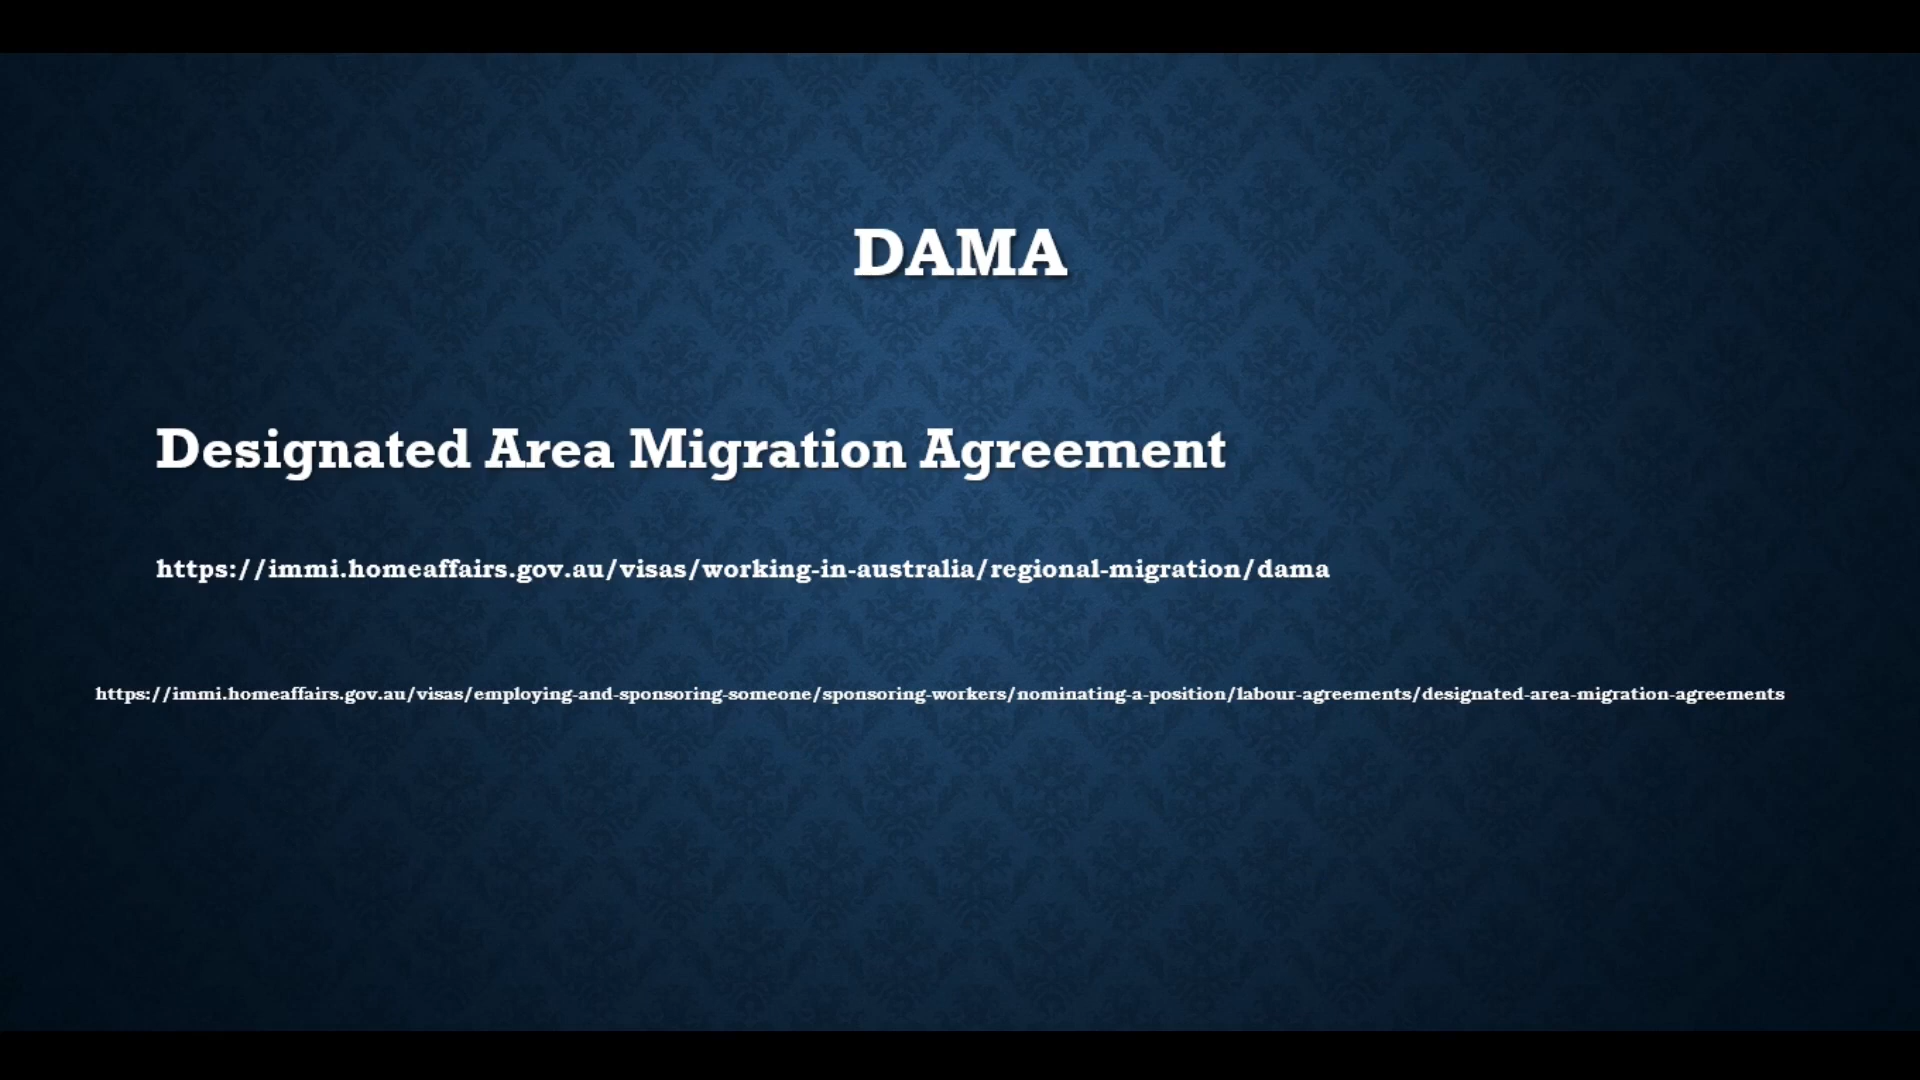 DAMA
Designated Area Migration Agreement
https://immi.homeaffairs.gov.au/visas/working-in-australia/regional-migration/dama
https://immi.homeaffairs.gov.au/visas/employing-and-sponsoring-someone/sponsoring-workers/nominating-a-position/labour-agreements/designated-area-migration-agreements